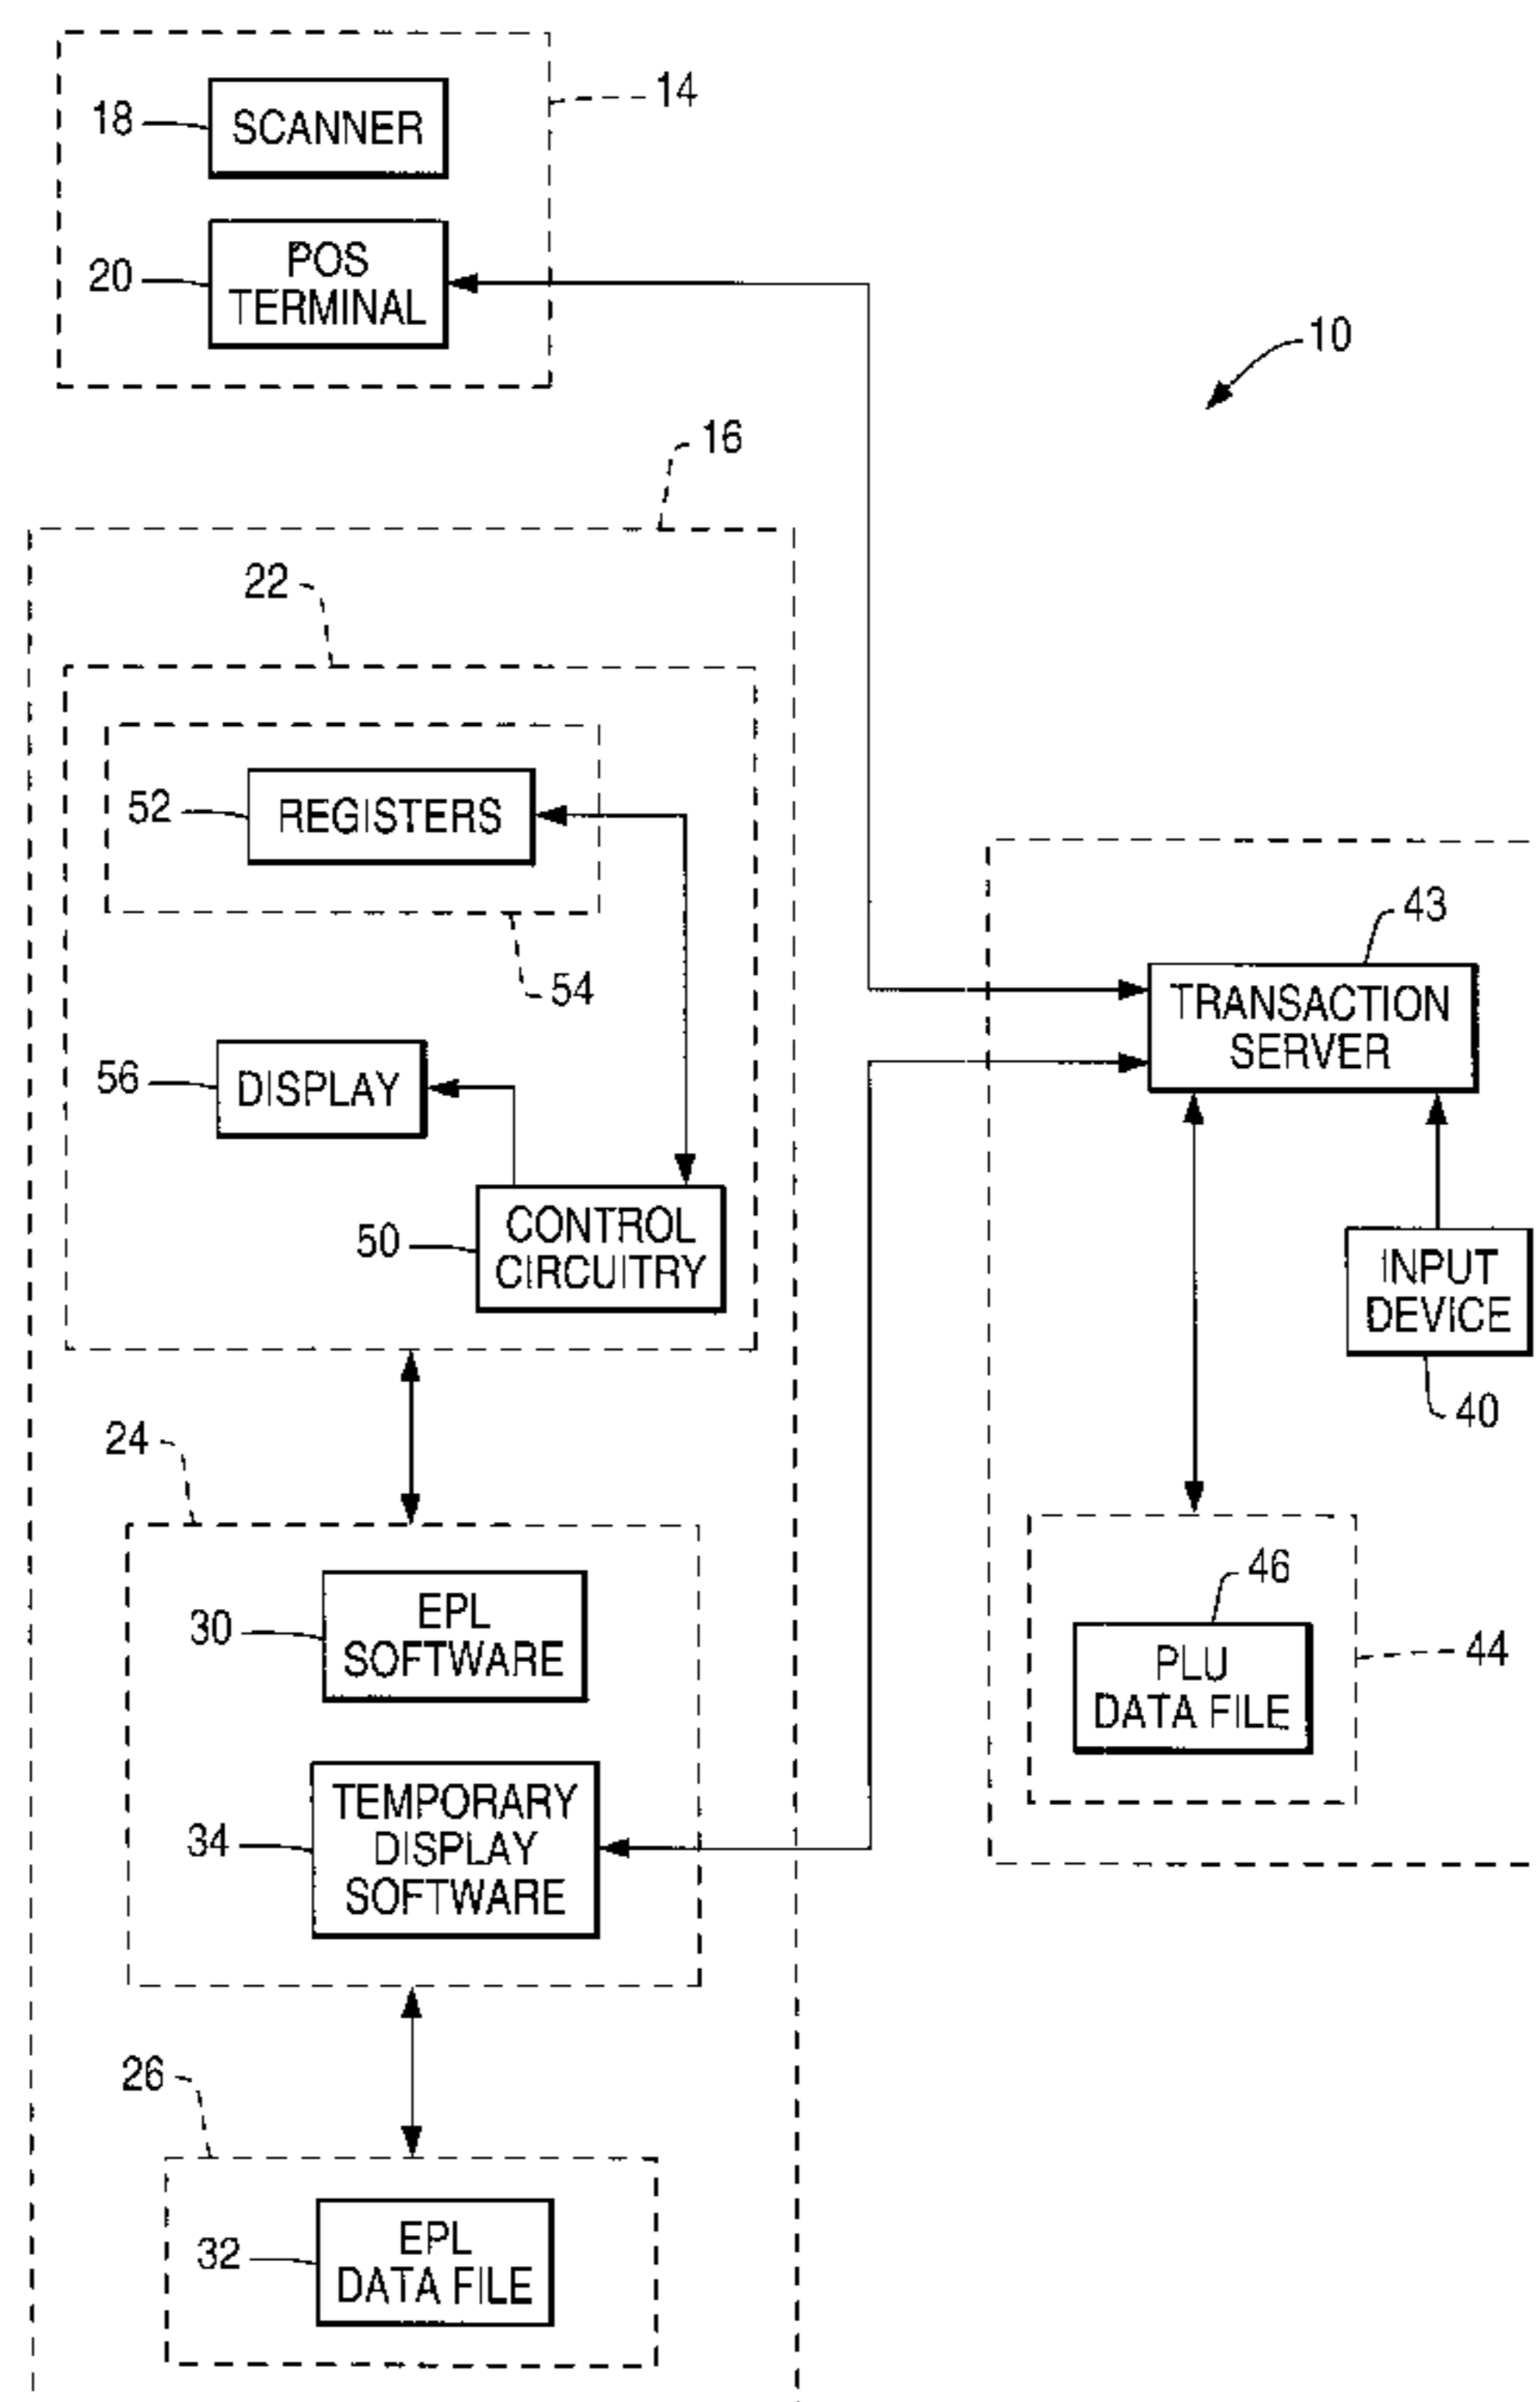 14
18
SCANNER
20
POS
TERMINAL
10
16
22
52
REGISTERS
54
43
TRANSACTION
SERVER
56
DISPLAY
50
CONTROL
CIRCUITRY
INPUT
DEVICE
40
24
30
EPL
SOFTWARE
46
PLU
DATA FILE
44
34
TEMPORARY
DISPLAY
SOFTWARE
26
32
EPL
DATA FILE